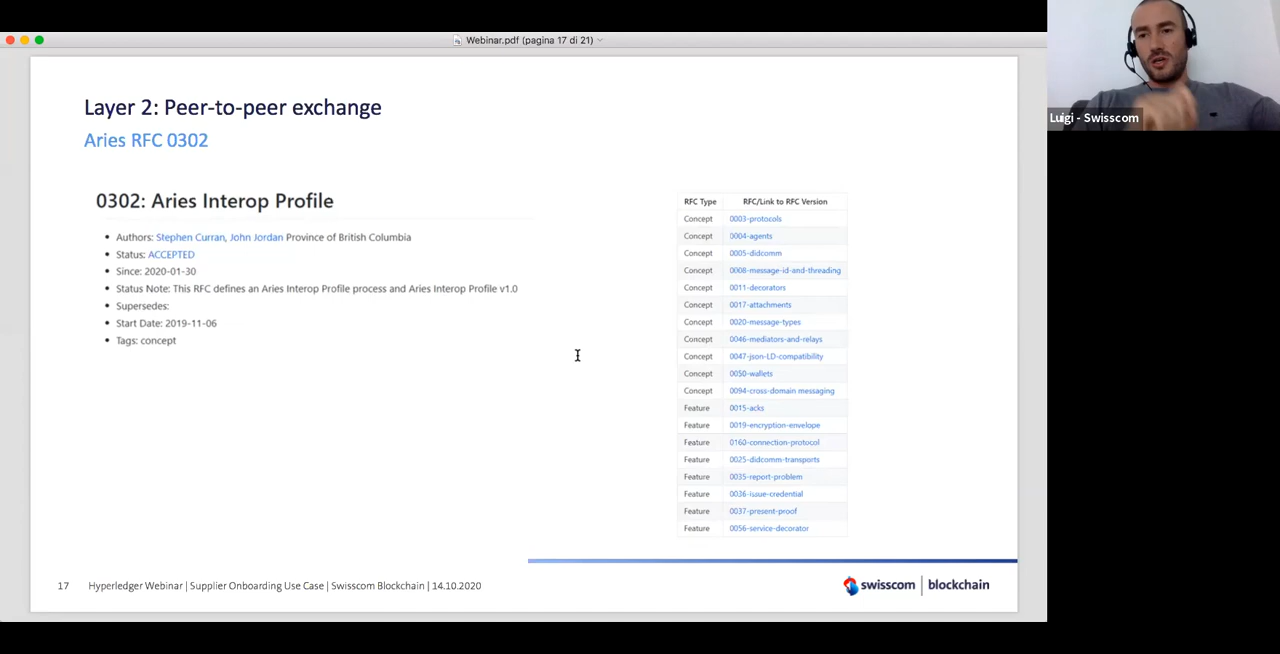 Webinar.pdf (pagina 17 di 21)
Luigi - Swisscom
Layer 2: Peer-to-peer exchange
Aries RFC 0302
0302: Aries Interop Profile
Authors: Stephen Curran, John Jordan Province of British Columbia
Status: ACCEPTED
Since: 2020-01-30
Status Note: This RFC defines an Aries Interop Profile process and Aries Interop Profile v1.0
Supersedes:
Start Date: 2019-11-06
Tags: concept
RFC Type RFC/Link to RFC Version
Concept 0003-protocols
Concept 0004-agents
Concept 0005-didcomm
Concept 0008-message-id-and-threading
Concept 0011-decorators
Concept 0017-attachments
Concept 0020-message-types
Concept 0046-mediators-and-relays
Concept 0047-json-LD-compatibility
Concept 0050-wallets
Concept 0094-cross-domain messaging
Feature 0015-acks
Feature 0019-encryption-envelope
Feature 0160-connection-protocol
Feature 0025-didcomm-transports
Feature 0035-report-problem
Feature 0036-issue-credential
Feature 0037-present-proof
Feature 0056-service-decorator
17 Hyperledger Webinar | Supplier Onboarding Use Case | Swisscom Blockchain | 14.10.2020
swisscom | blockchain